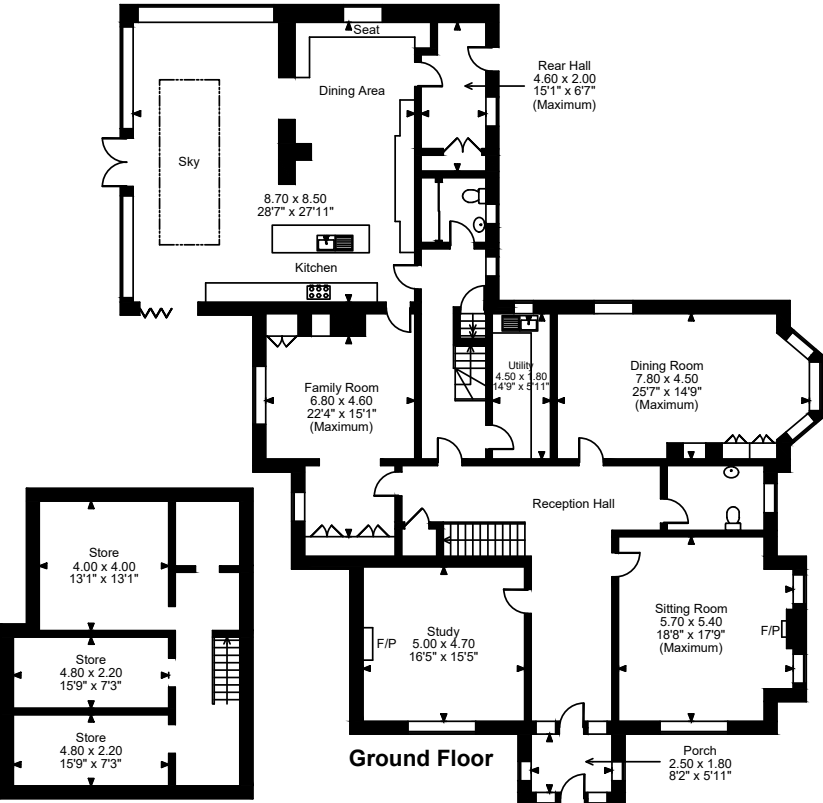 Seat
Dining Area
Rear Hall
4.60 x 2.00
15'1" x 6'7"
(Maximum)
Sky
8.70 x 8.50
28'7" x 27'11"
Kitchen
Family Room
6.80 x 4.60
22'4" x 15'1"
(Maximum)
Utility
4.50 x 1.80
14'9" x 5'11"
Dining Room
7.80 x 4.50
25'7" x 14'9"
(Maximum)
Reception Hall
Store
4.00 x 4.00
13'1" x 13'1"
Store
4.80 x 2.20
15'9" x 7'3"
Store
4.80 x 2.20
15'9" x 7'3"
F/P
Study
5.00 x 4.70
16'5" x 15'5"
Sitting Room
5.70 x 5.40
18'8" x 17'9"
(Maximum)
F/P
Ground Floor
Porch
2.50 x 1.80
8'2" x 5'11"